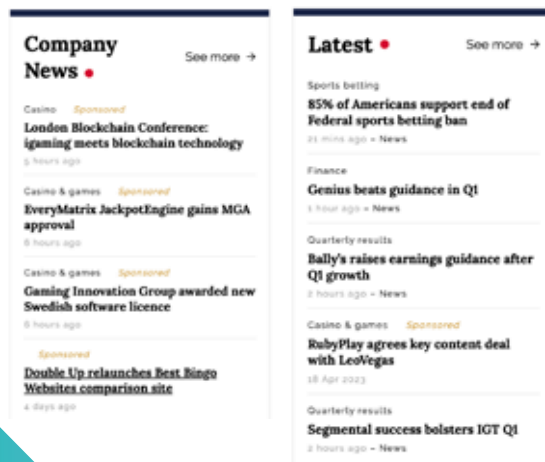 Company
News
See more →
Casino Sponsored
London Blockchain Conference:
igaming meets blockchain technology
5 hours ago
Casino & games Sponsored
EveryMatrix JackpotEngine gains MGA
approval
6 hours ago
Casino & games Sponsored
Gaming Innovation Group awarded new
Swedish software licence
6 hours ago
Sponsored
Double Up relaunches Best Bingo
Websites comparison site
4 days ago
Latest
See more →
Sports betting
85% of Americans support end of
Federal sports betting ban
21 mins ago – News
Finance
Genius beats guidance in Q1
1 hour ago – News
Quarterly results
Bally's raises earnings guidance after
Q1 growth
2 hours ago – News
Casino & games Sponsored
RubyPlay agrees key content deal
with LeoVegas
18 Apr 2023
Quarterly results
Segmental success bolsters IGT Q1
2 hours ago – News